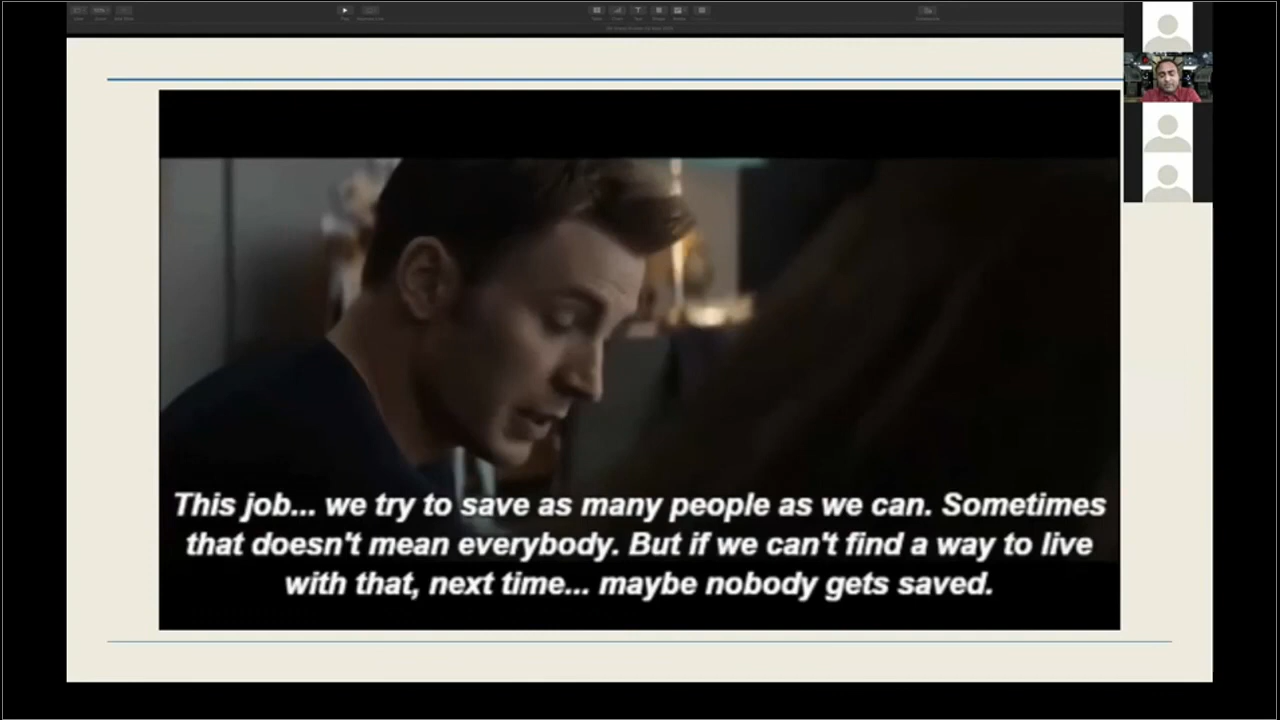 This job... we try to save as many people as we can. Sometimes
that doesn't mean everybody. But if we can't find a way to live
with that, next time... maybe nobody gets saved.